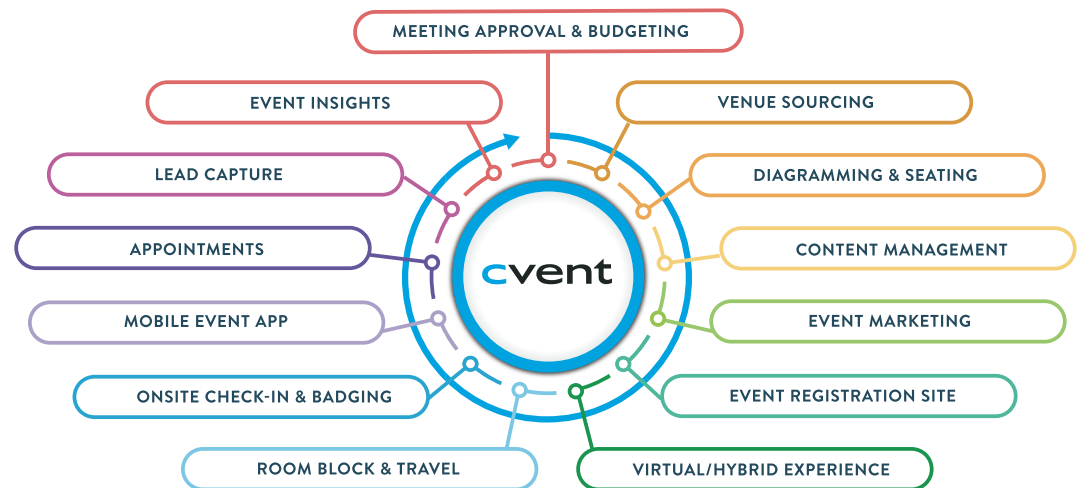 MEETING APPROVAL & BUDGETING
EVENT INSIGHTS
VENUE SOURCING
LEAD CAPTURE
DIAGRAMMING & SEATING
APPOINTMENTS
CONTENT MANAGEMENT
cvent
MOBILE EVENT APP
EVENT MARKETING
ONSITE CHECK-IN & BADGING
EVENT REGISTRATION SITE
ROOM BLOCK & TRAVEL
VIRTUAL/HYBRID EXPERIENCE